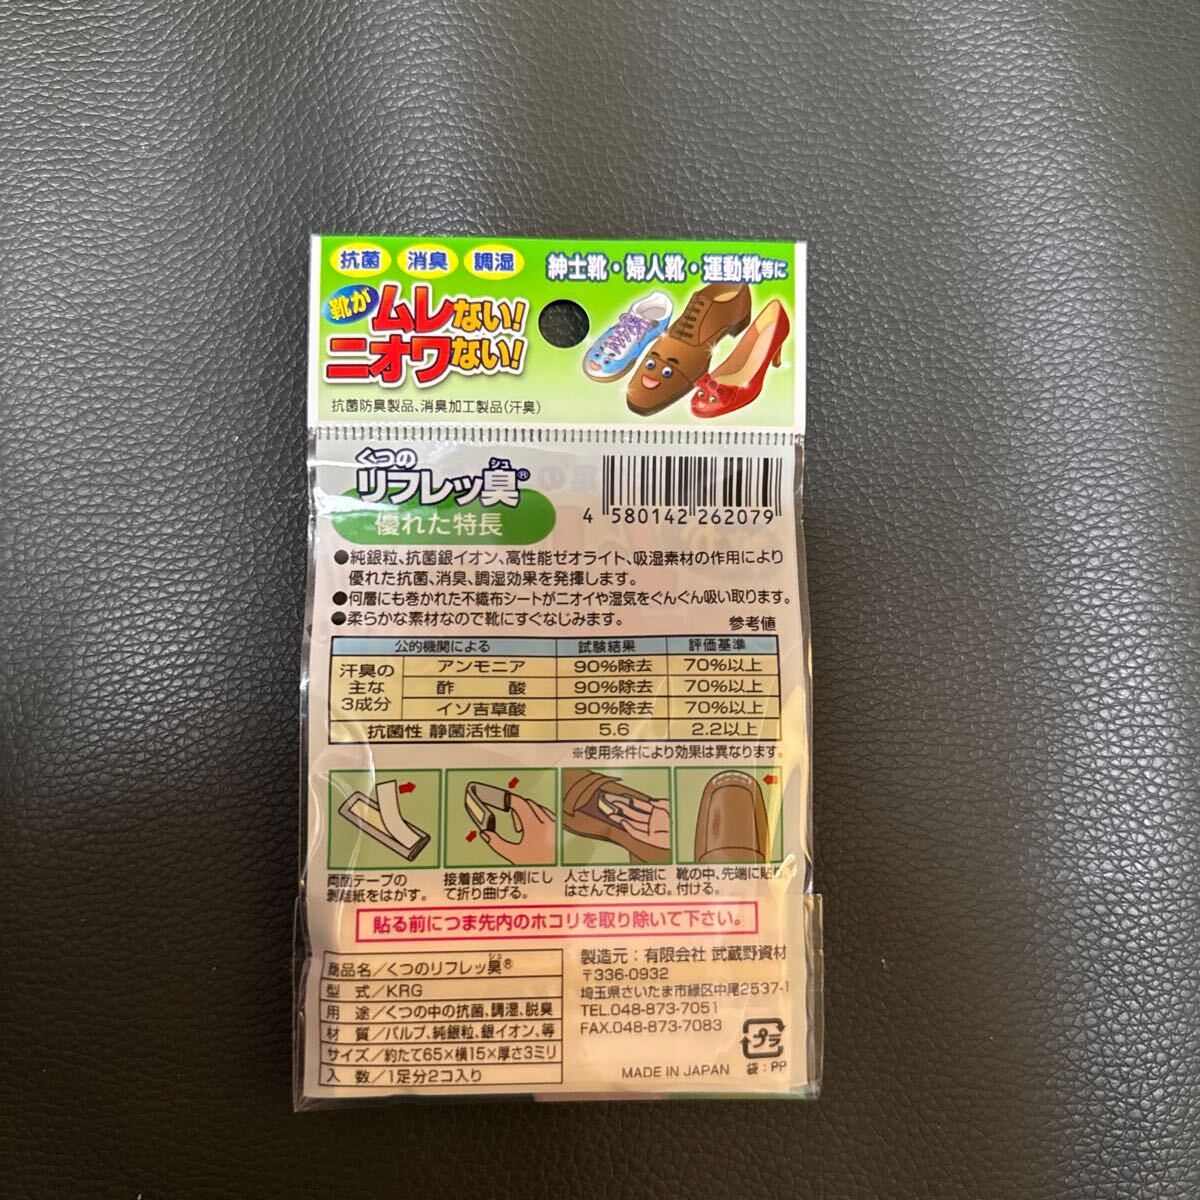 抗菌 消臭 調湿
紳士靴・婦人靴・運動靴等に
靴が ムレない!
ニオワない!
抗菌防臭製品、消臭加工製品(汗臭)
くつの
リフレッ臭シュ®
4 580142 262079
優れた特長
●純銀粒、抗菌銀イオン、高性能ゼオライト、吸湿素材の作用により
優れた抗菌、消臭、調湿効果を発揮します。
●何層にも巻かれた不織布シートがニオイや湿気をぐんぐん吸い取ります。
●柔らかな素材なので靴にすぐなじみます。
参考値
公的機関による 試験結果 評価基準
汗臭の主な3成分 アンモニア 90%除去 70%以上
酢酸 90%除去 70%以上
イソ吉草酸 90%除去 70%以上
抗菌性 静菌活性値 5.6 2.2以上
※使用条件により効果は異なります。
両面テープの
剥離紙をはがす。
接着部を外側にし
て折り曲げる。
人さし指と薬指に
はさんで押し込む。
靴の中、先端に貼り
付ける。
貼る前につま先内のホコリを取り除いて下さい。
商品名/くつのリフレッ臭シュ®
型 式/KRG
用 途/くつの中の抗菌、調湿、脱臭
材 質/パルプ、純銀粒、銀イオン、等
サイズ/約たて65×横15×厚さ3ミリ
入 数/1足分2コ入り
製造元:有限会社 武蔵野資材
〒336-0932
埼玉県さいたま市緑区中尾2537-1
TEL.048-873-7051
FAX.048-873-7083
プラ
MADE IN JAPAN
袋:PP